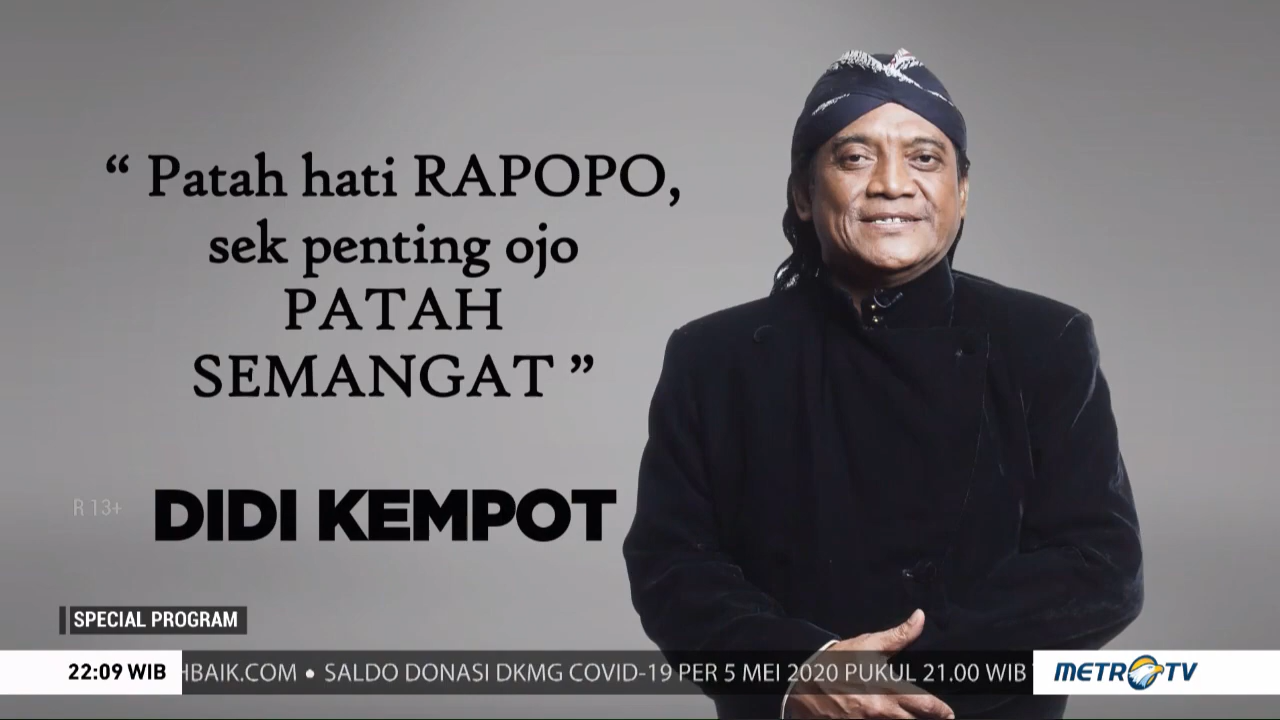 “ Patah hati RAPOPO,
sek penting ojo
PATAH
SEMANGAT ”
R 13+
DIDI KEMPOT
SPECIAL PROGRAM
22:09 WIB
HBAIK.COM • SALDO DONASI DKMG COVID-19 PER 5 MEI 2020 PUKUL 21.00 WIB
METRO TV